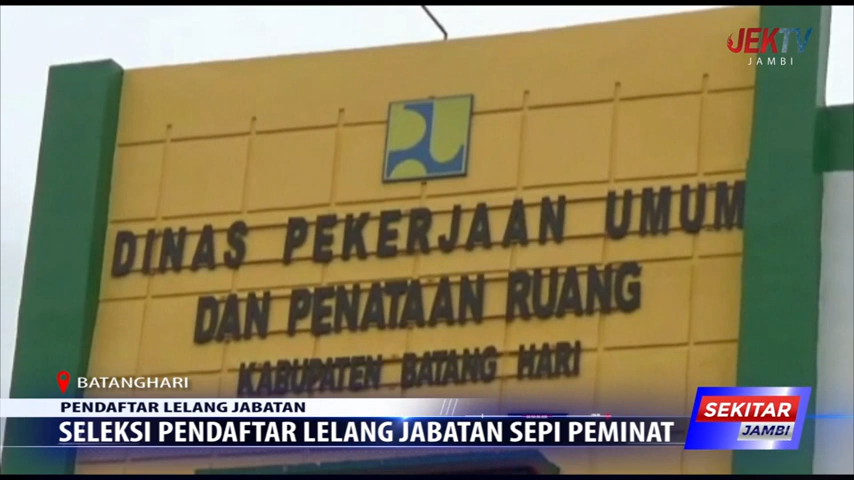 JEKTV
JAMBI
DINAS PEKERJAAN UMUM
DAN PENATAAN RUANG
KABUPATEN BATANG HARI
BATANGHARI
PENDAFTAR LELANG JABATAN
SELEKSI PENDAFTAR LELANG JABATAN SEPI PEMINAT
SEKITAR
JAMBI